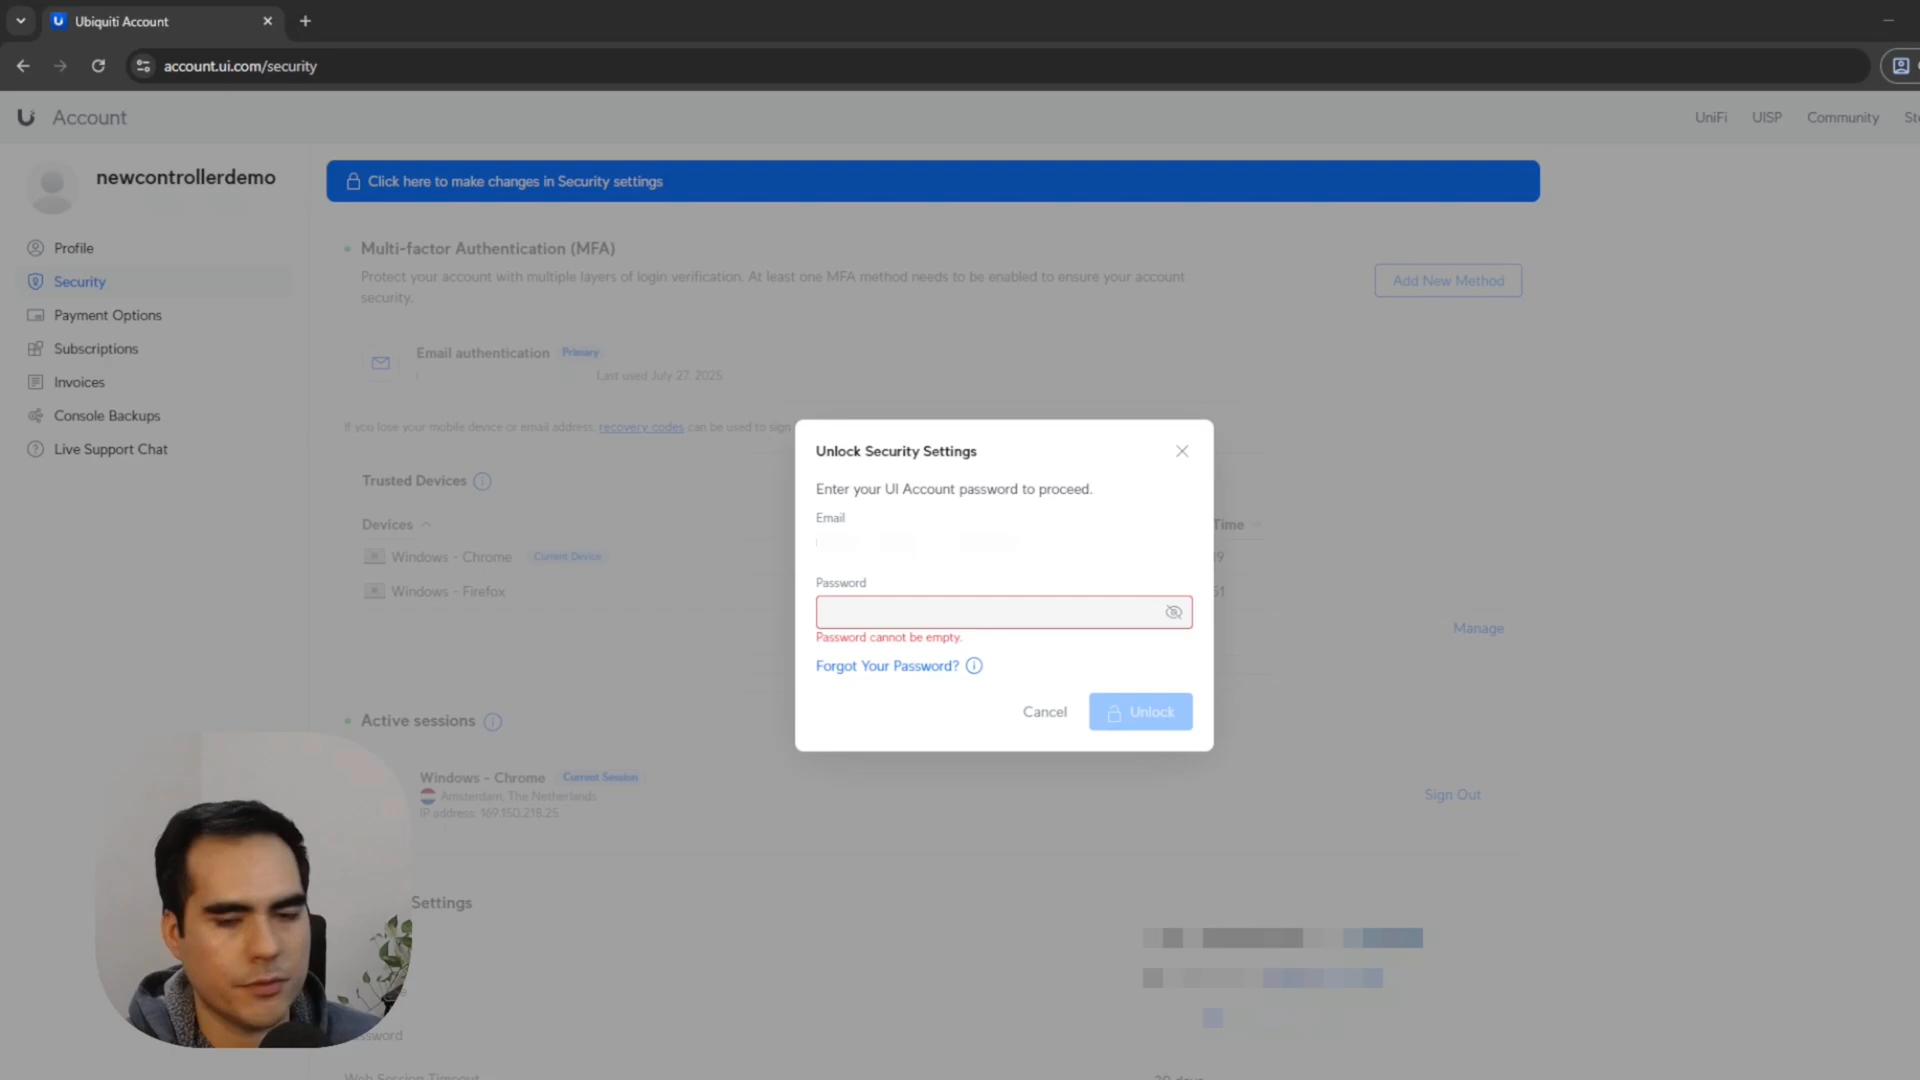 Ubiquiti Account
account.ui.com/security
Account
UniFi
UISP
Community
newcontrollerdemo
Profile
Security
Payment Options
Subscriptions
Invoices
Console Backups
Live Support Chat
Click here to make changes in Security settings
Multi-factor Authentication (MFA)
Protect your account with multiple layers of login verification. At least one MFA method needs to be enabled to ensure your account
security.
Add New Method
Email authentication Primary
Last used July 27, 2025
If you lose your mobile device or email address, recovery codes can be used to sign
Trusted Devices
Devices
Time
Windows - Chrome Current Device
Windows - Firefox
Manage
Unlock Security Settings
Enter your UI Account password to proceed.
Email
Password
Password cannot be empty.
Forgot Your Password?
Cancel
Unlock
Active sessions
Windows - Chrome Current Session
Amsterdam, The Netherlands
IP address: 169.150.218.25
Sign Out
Settings
Web Session Timeout